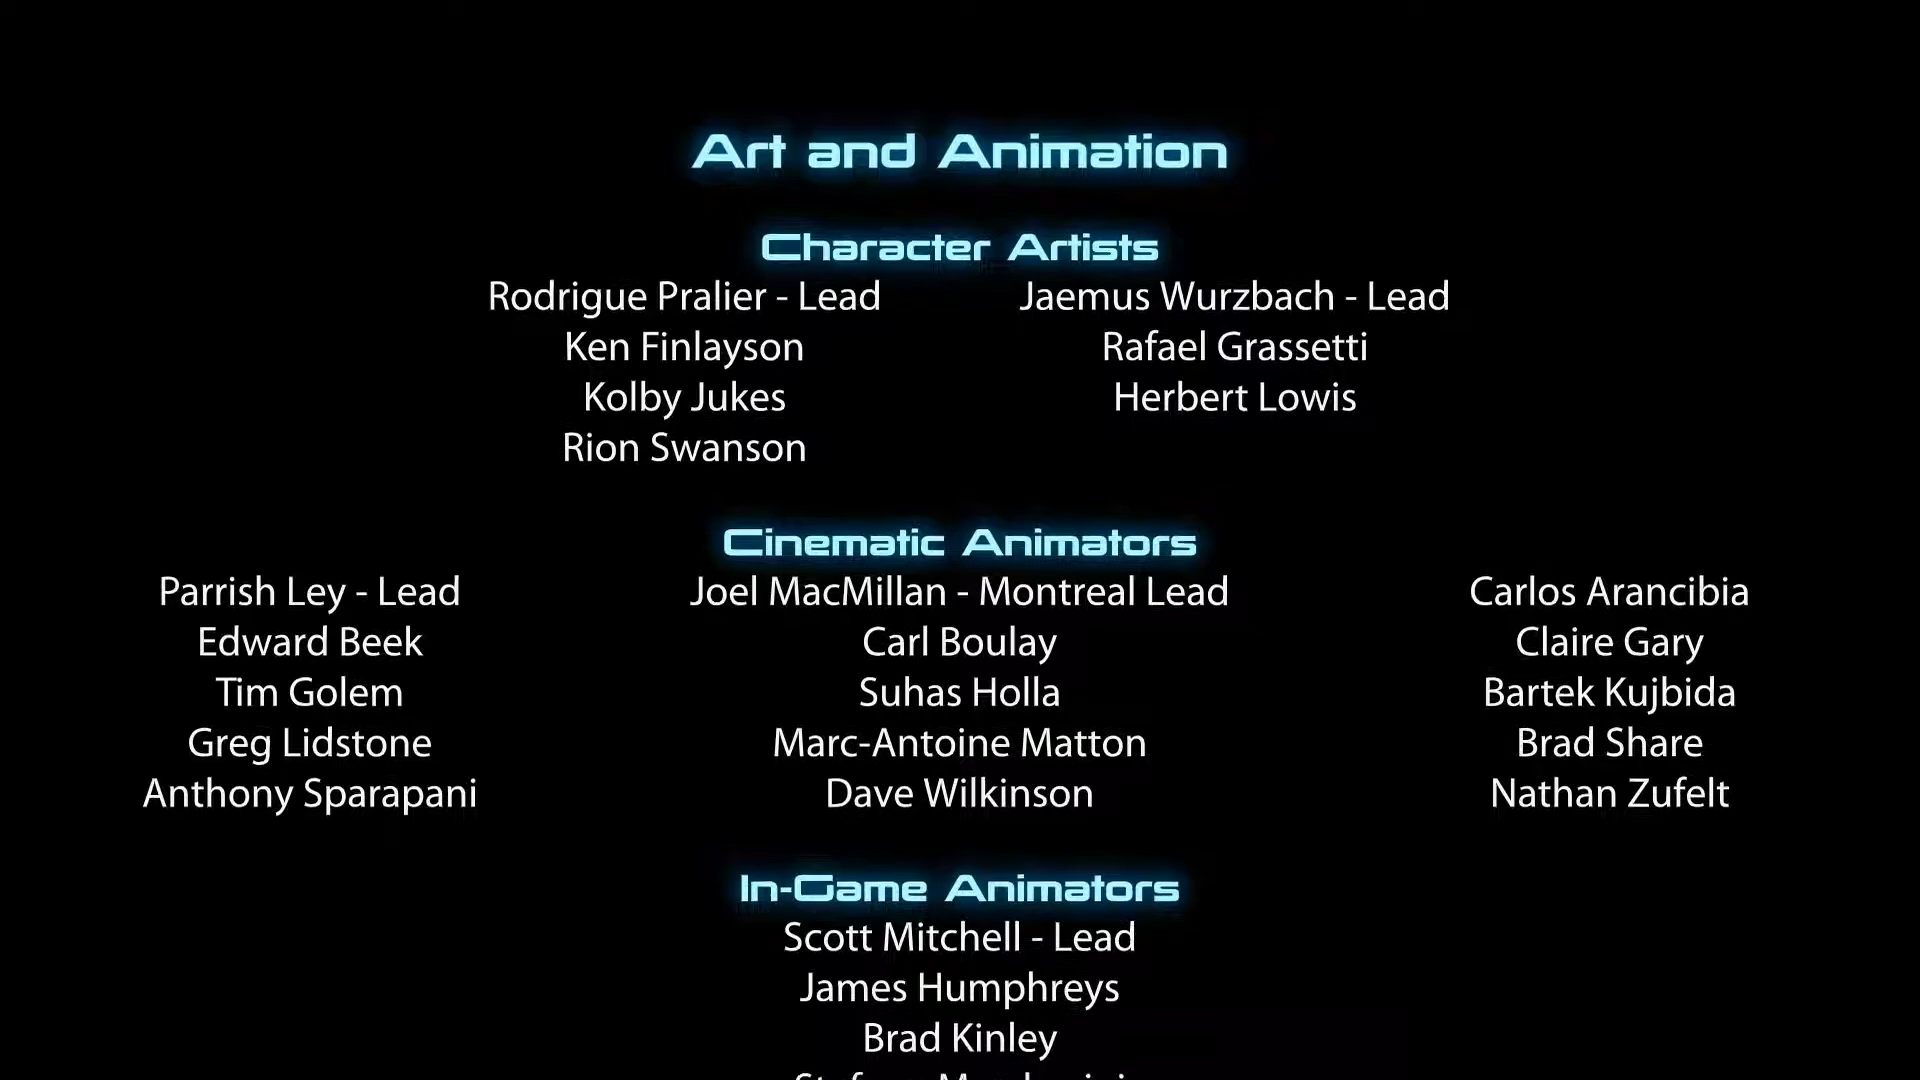 Art and Animation
Character Artists
Rodrigue Pralier - Lead
Jaemus Wurzbach - Lead
Ken Finlayson
Rafael Grassetti
Kolby Jukes
Herbert Lowis
Rion Swanson
Cinematic Animators
Parrish Ley - Lead
Joel MacMillan - Montreal Lead
Carlos Arancibia
Edward Beek
Carl Boulay
Claire Gary
Tim Golem
Suhas Holla
Bartek Kujbida
Greg Lidstone
Marc-Antoine Matton
Brad Share
Anthony Sparapani
Dave Wilkinson
Nathan Zufelt
In-Game Animators
Scott Mitchell - Lead
James Humphreys
Brad Kinley